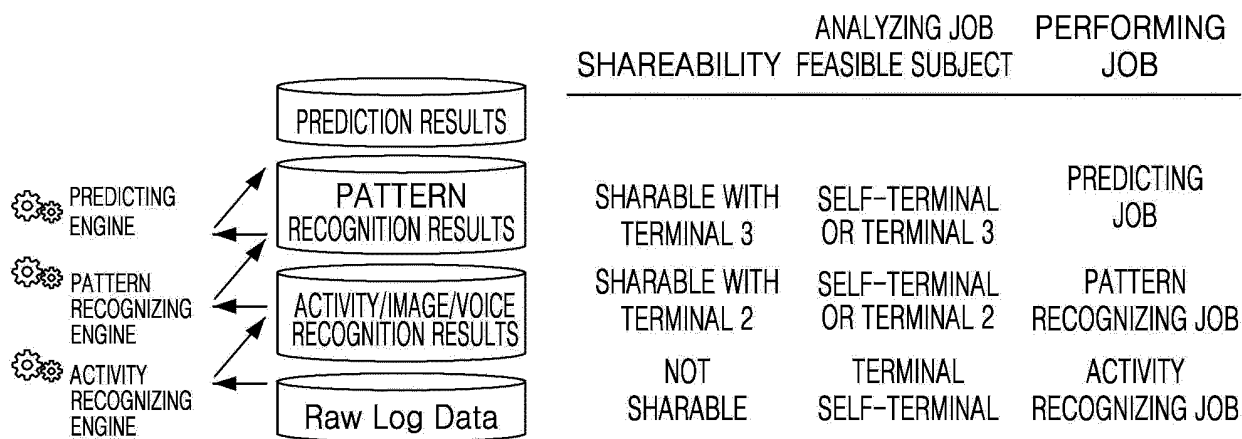 SHAREABILITY
ANALYZING JOB
FEASIBLE SUBJECT
PERFORMING
JOB
PREDICTION RESULTS
PREDICTING
ENGINE
PATTERN
RECOGNITION RESULTS
SHARABLE WITH
TERMINAL 3
SELF-TERMINAL
OR TERMINAL 3
PREDICTING
JOB
PATTERN
RECOGNIZING
ENGINE
ACTIVITY/IMAGE/VOICE
RECOGNITION RESULTS
SHARABLE WITH
TERMINAL 2
SELF-TERMINAL
OR TERMINAL 2
PATTERN
RECOGNIZING JOB
ACTIVITY
RECOGNIZING
ENGINE
Raw Log Data
NOT
SHARABLE
TERMINAL
SELF-TERMINAL
ACTIVITY
RECOGNIZING JOB